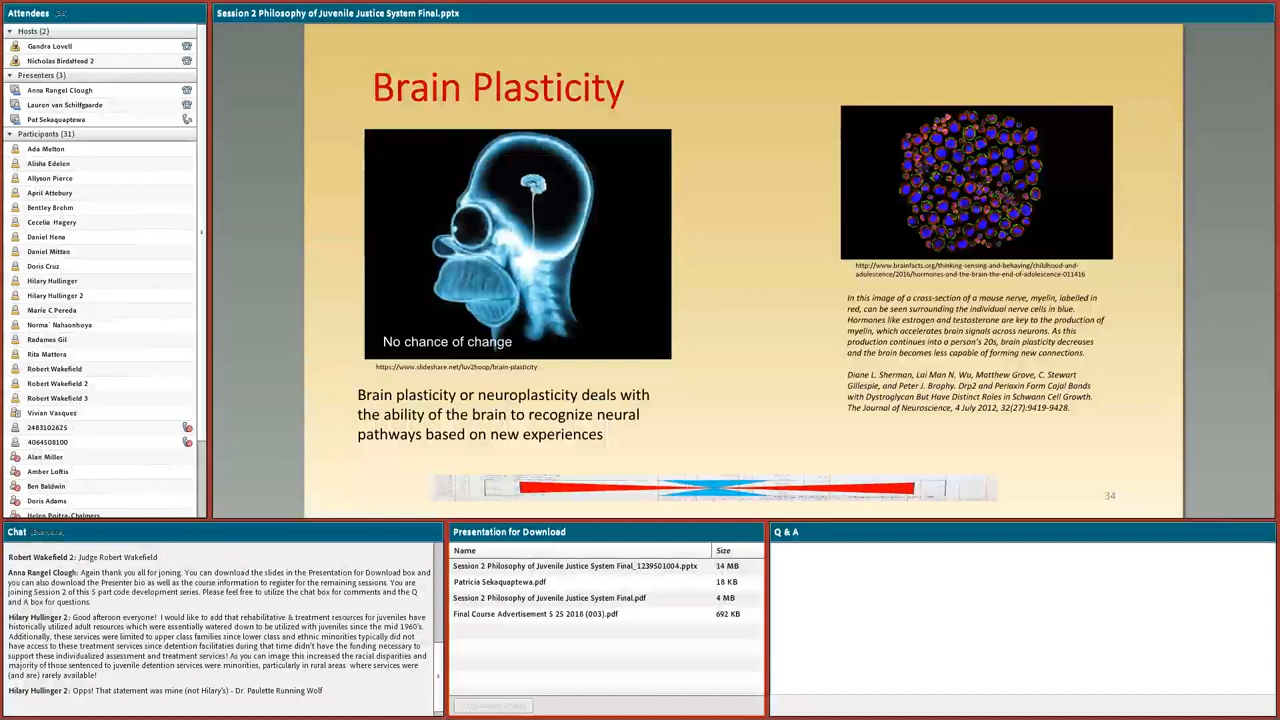 Attendees
Session 2 Philosophy of Juvenile Justice System Final.pptx
Hosts (2)
Gandra Lovell
Nicholas BirdsHead 2
Presenters (3)
Anna Rangel Clough
Lauren van Schilfgaarde
Pat Sekaquaptewa
Participants (31)
Ada Melton
Alisha Edelen
Allyson Pierce
April Attebury
Bentley Brehm
Cecelia Hagery
Daniel Hena
Daniel Mittan
Doris Cruz
Hilary Hullinger
Hilary Hullinger 2
Marie C Pereda
Norma` Nahsonhoya
Radames Gil
Rita Mattera
Robert Wakefield
Robert Wakefield 2
Robert Wakefield 3
Vivian Vasquez
2483102625
4064508100
Alan Miller
Amber Loftis
Ben Baldwin
Doris Adams
Helen Poitra-Chalmers
Brain Plasticity
No chance of change
https://www.slideshare.net/luv2hoop/brain-plasticity
Brain plasticity or neuroplasticity deals with
the ability of the brain to recognize neural
pathways based on new experiences
http://www.brainfacts.org/thinking-sensing-and-behaving/childhood-and-
adolescence/2016/hormones-and-the-brain-the-end-of-adolescence-011416
In this image of a cross-section of a mouse nerve, myelin, labelled in
red, can be seen surrounding the individual nerve cells in blue.
Hormones like estrogen and testosterone are key to the production of
myelin, which accelerates brain signals across neurons. As this
production continues into a person's 20s, brain plasticity decreases
and the brain becomes less capable of forming new connections.
Diane L. Sherman, Lai Man N. Wu, Matthew Grove, C. Stewart
Gillespie, and Peter J. Brophy. Drp2 and Periaxin Form Cajal Bands
with Dystroglycan But Have Distinct Roles in Schwann Cell Growth.
The Journal of Neuroscience, 4 July 2012, 32(27):9419-9428.
34
Chat (Everyone)
Robert Wakefield 2: Judge Robert Wakefield
Anna Rangel Clough: Again thank you all for joining. You can download the slides in the Presentation for Download box and
you can also download the Presenter bio as well as the course information to register for the remaining sessions. You are
joining Session 2 of this 5 part code development series. Please feel free to utilize the chat box for comments and the Q
and A box for questions.
Hilary Hullinger 2: Good afteroon everyone! I would like to add that rehabilitative & treatment resources for juveniles have
historically utilized adult resources which were essentially watered down to be utilized with juveniles since the mid 1960's.
Additionally, these services were limited to upper class families since lower class and ethnic minorities typically did not
have access to these treatment services since detention facilitaties during that time didn't have the funding necessary to
support these individualized assessment and treatment services! As you can image this increased the racial disparities and
majority of those sentenced to juvenile detention services were minorities, particularly in rural areas where services were
(and are) rarely available!
Hilary Hullinger 2: Opps! That statement was mine (not Hilary's) - Dr. Paulette Running Wolf
Presentation for Download
Name Size
Session 2 Philosophy of Juvenile Justice System Final_1239501004.pptx 14 MB
Patricia Sekaquaptewa.pdf 18 KB
Session 2 Philosophy of Juvenile Justice System Final.pdf 4 MB
Final Course Advertisement 5 25 2018 (003).pdf 692 KB
Q & A